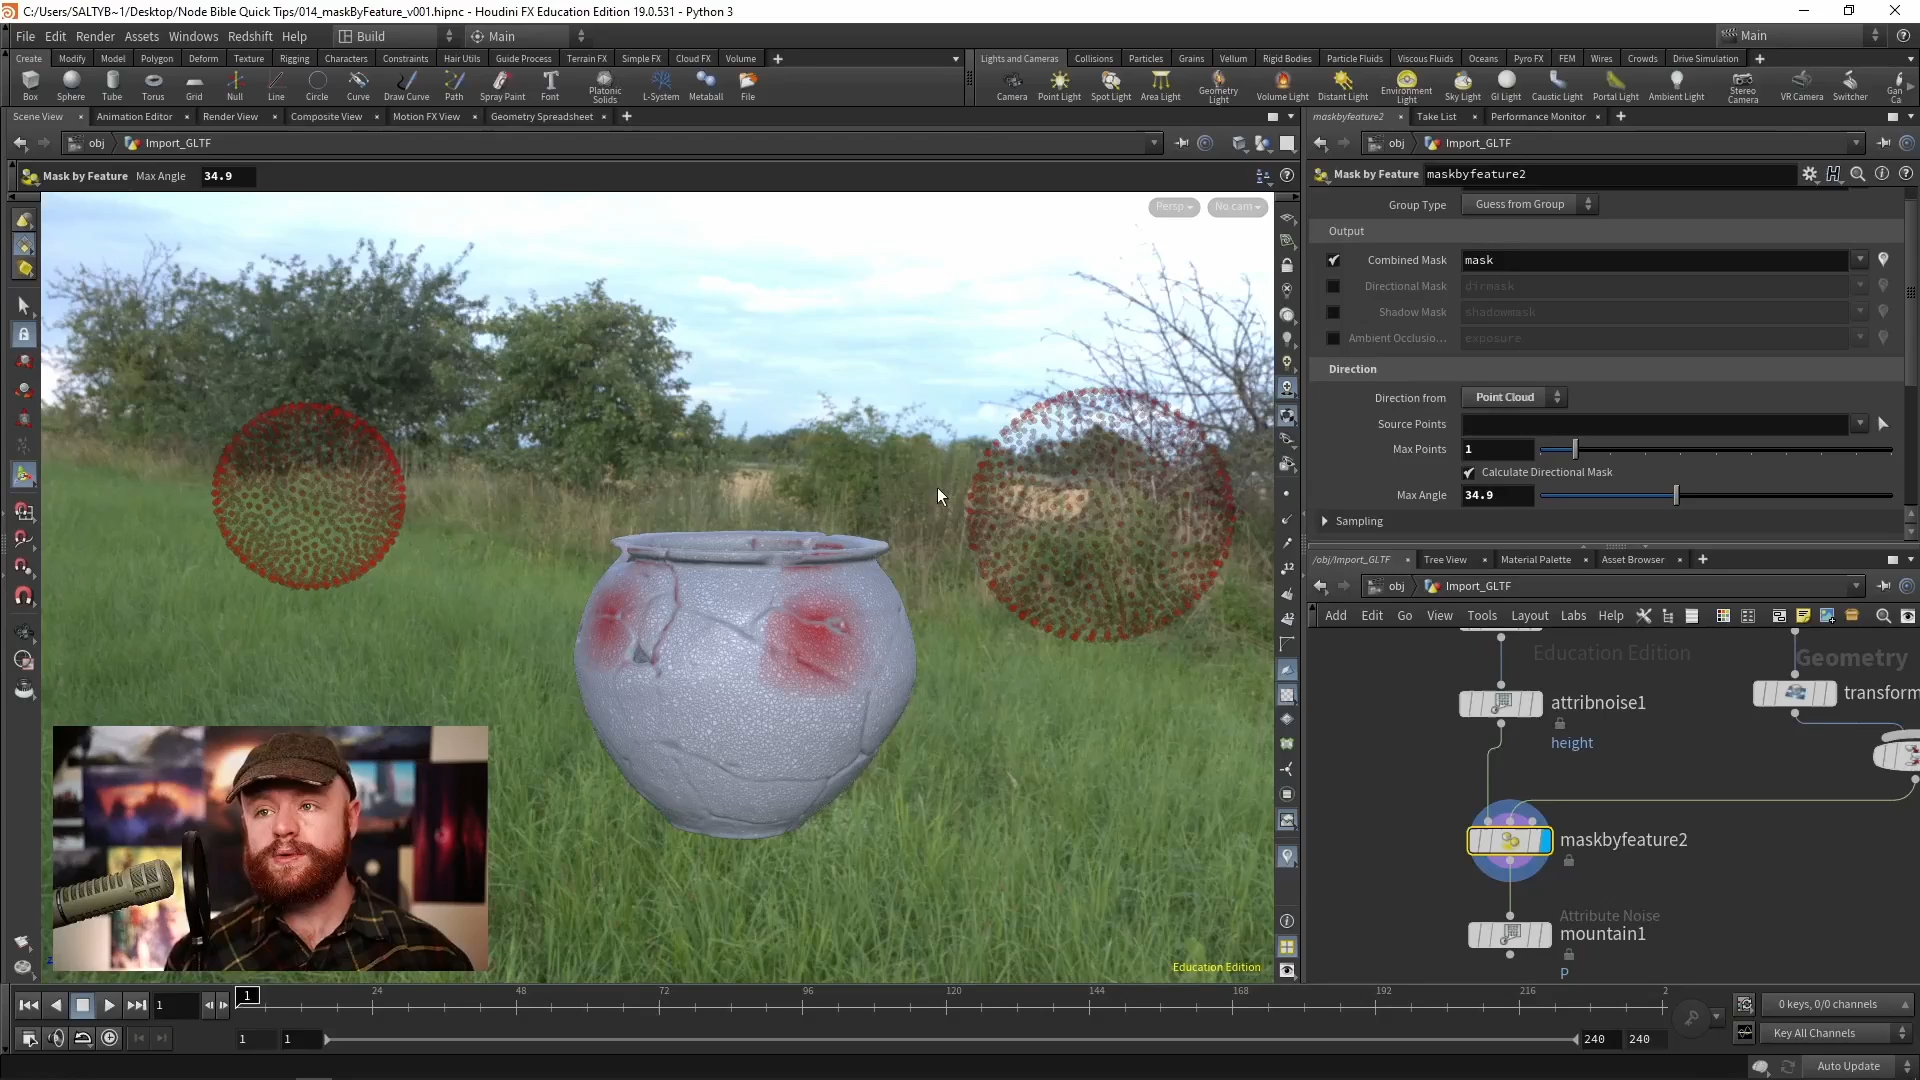 C:/Users/SALTYB~1/Desktop/Node Bible Quick Tips/014_maskByFeature_v001.hipnc - Houdini FX Education Edition 19.0.531 - Python 3
File Edit Render Assets Windows Redshift Help Build Main Main
Create Modify Model Polygon Deform Texture Rigging Characters Constraints Hair Utils Guide Process Terrain FX Simple FX Cloud FX Volume
Lights and Cameras Collisions Particles Grains Vellum Rigid Bodies Particle Fluids Viscous Fluids Oceans Pyro FX FEM Wires Crowds Drive Simulation
Box Sphere Tube Torus Grid Null Line Circle Curve Draw Curve Path Spray Paint Font Platonic Solids L-System Metaball File
Camera Point Light Spot Light Area Light Geometry Light Volume Light Distant Light Environment Light Sky Light GI Light Caustic Light Portal Light Ambient Light Stereo Camera VR Camera Switcher Gan Ca
Scene View Animation Editor Render View Composite View Motion FX View Geometry Spreadsheet
obj Import_GLTF
Mask by Feature Max Angle 34.9
Persp No cam
Education Edition
maskbyfeature2 Take List Performance Monitor
obj Import_GLTF
Mask by Feature maskbyfeature2
Group Type Guess from Group
Output
Combined Mask mask
Directional Mask dirmask
Shadow Mask shadowmask
Ambient Occlusio... exposure
Direction
Direction from Point Cloud
Source Points
Max Points 1
Calculate Directional Mask
Max Angle 34.9
Sampling
/obj/Import_GLTF Tree View Material Palette Asset Browser
obj Import_GLTF
Add Edit Go View Tools Layout Labs Help
Education Edition
Geometry
attribnoise1
height
transform
maskbyfeature2
Attribute Noise
mountain1
P
1 1 24 48 72 96 120 144 168 192 216 2
0 keys, 0/0 channels
1 1 240 240
Key All Channels
Auto Update